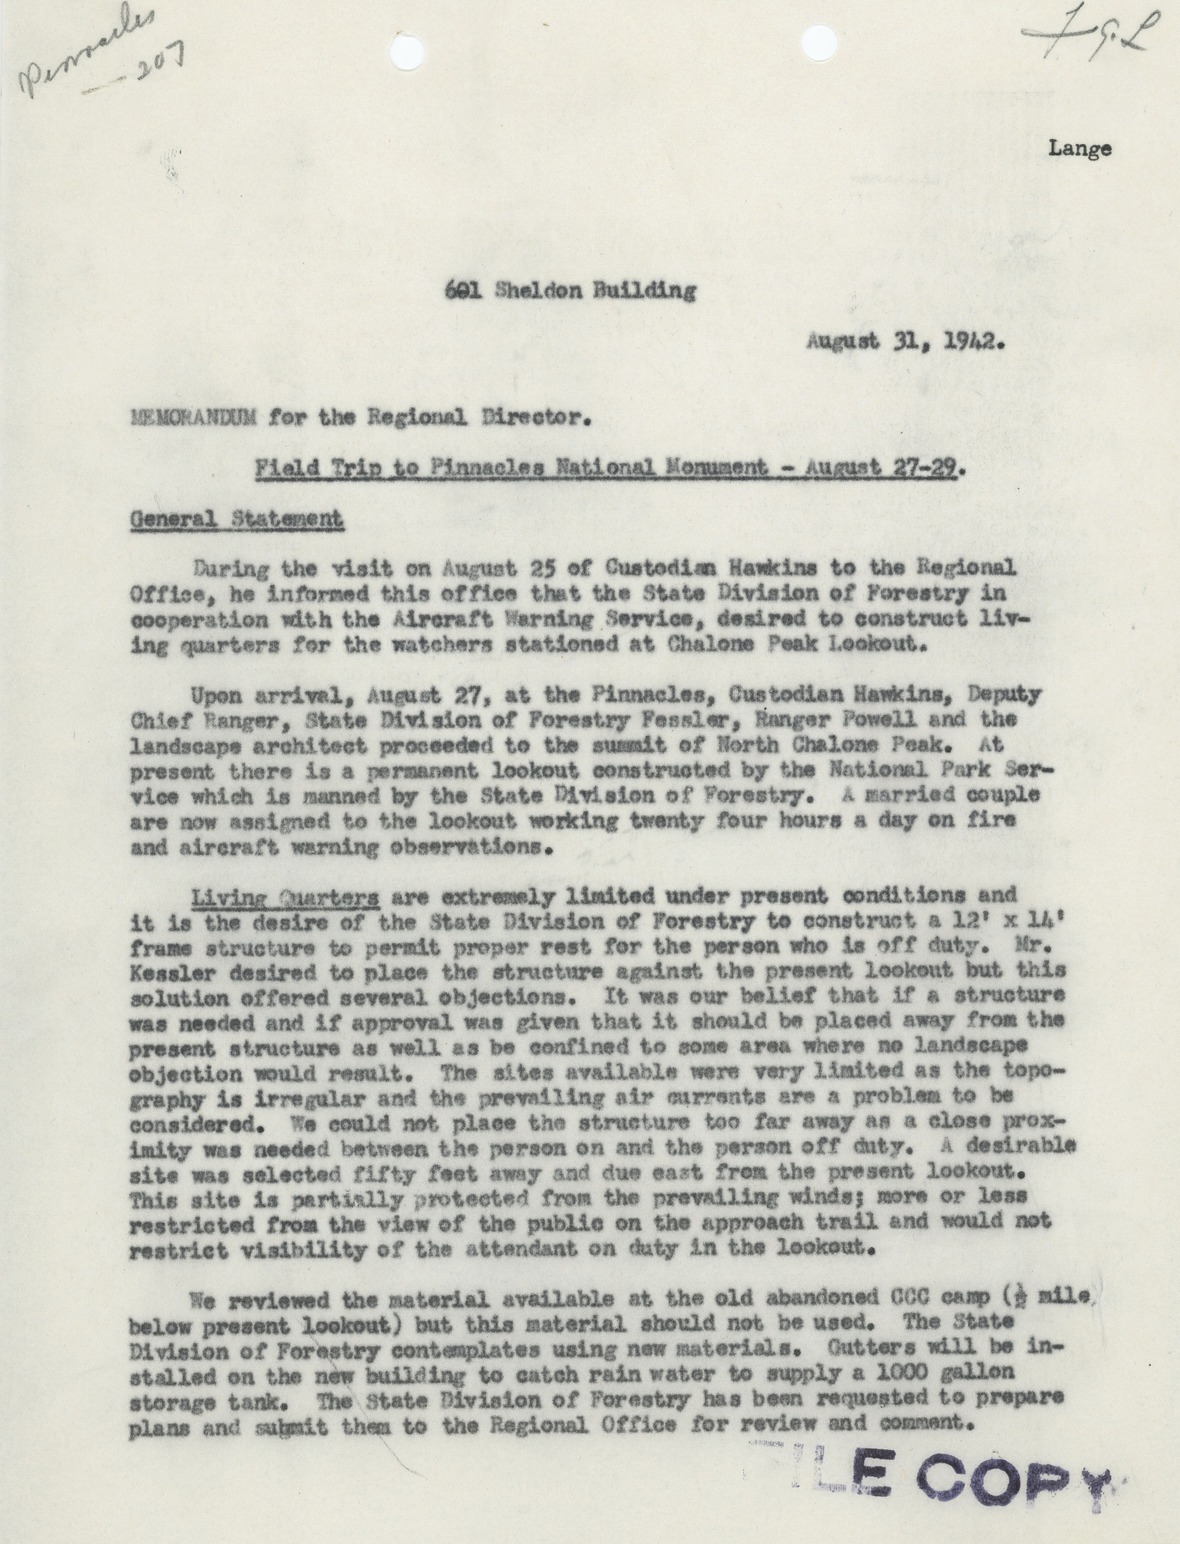 Pinnacles
— 207
F G. L
Lange
601 Sheldon Building
August 31, 1942.
MEMORANDUM for the Regional Director.
Field Trip to Pinnacles National Monument - August 27-29.
General Statement
During the visit on August 25 of Custodian Hawkins to the Regional
Office, he informed this office that the State Division of Forestry in
cooperation with the Aircraft Warning Service, desired to construct liv-
ing quarters for the watchers stationed at Chalone Peak Lookout.
Upon arrival, August 27, at the Pinnacles, Custodian Hawkins, Deputy
Chief Ranger, State Division of Forestry Fessler, Ranger Powell and the
landscape architect proceeded to the summit of North Chalone Peak.  At
present there is a permanent lookout constructed by the National Park Ser-
vice which is manned by the State Division of Forestry.  A married couple
are now assigned to the lookout working twenty four hours a day on fire
and aircraft warning observations.
Living Quarters are extremely limited under present conditions and
it is the desire of the State Division of Forestry to construct a 12' x 14'
frame structure to permit proper rest for the person who is off duty.  Mr.
Kessler desired to place the structure against the present lookout but this
solution offered several objections.  It was our belief that if a structure
was needed and if approval was given that it should be placed away from the
present structure as well as be confined to some area where no landscape
objection would result.  The sites available were very limited as the topo-
graphy is irregular and the prevailing air currents are a problem to be
considered.  We could not place the structure too far away as a close prox-
imity was needed between the person on and the person off duty.  A desirable
site was selected fifty feet away and due east from the present lookout.
This site is partially protected from the prevailing winds; more or less
restricted from the view of the public on the approach trail and would not
restrict visibility of the attendant on duty in the lookout.
We reviewed the material available at the old abandoned CCC camp (½ mile
below present lookout) but this material should not be used.  The State
Division of Forestry contemplates using new materials.  Gutters will be in-
stalled on the new building to catch rain water to supply a 1000 gallon
storage tank.  The State Division of Forestry has been requested to prepare
plans and submit them to the Regional Office for review and comment.
FILE COPY